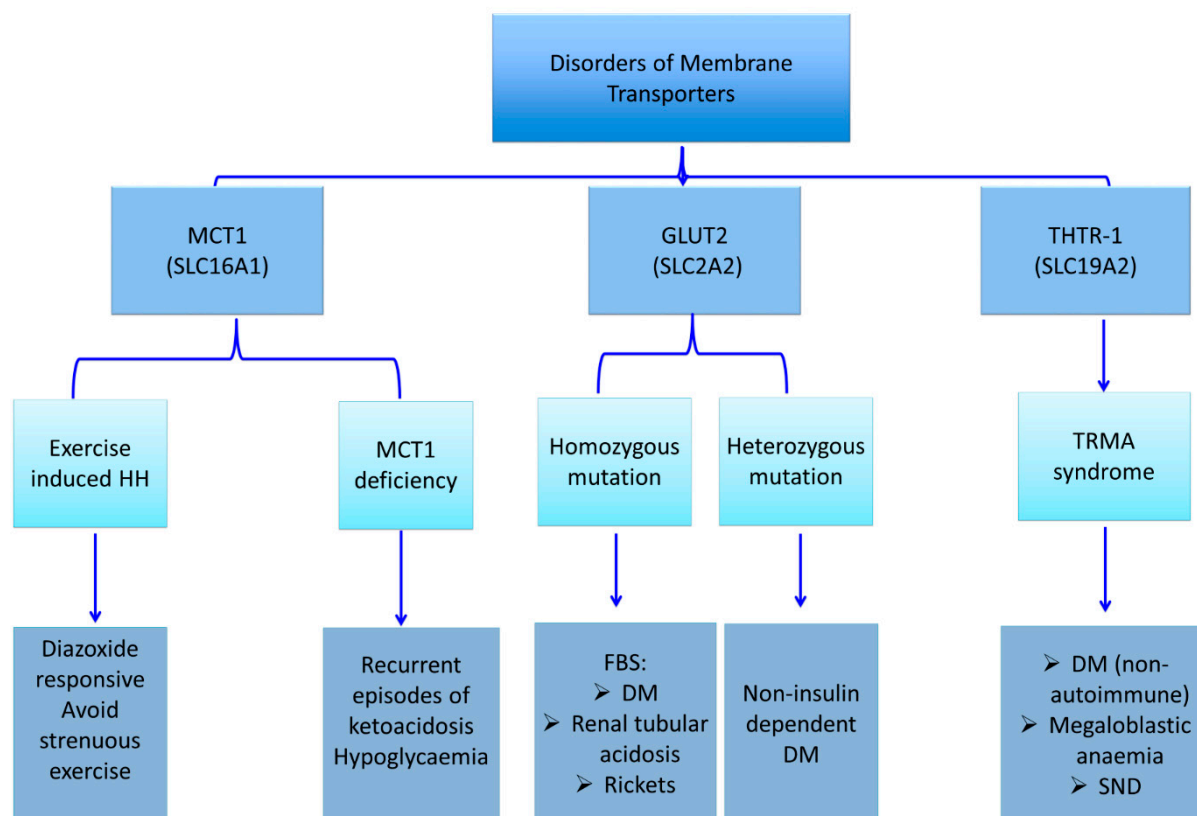 Disorders of Membrane
Transporters
MCT1
(SLC16A1)
GLUT2
(SLC2A2)
THTR-1
(SLC19A2)
Exercise
induced HH
MCT1
deficiency
Homozygous
mutation
Heterozygous
mutation
TRMA
syndrome
Diazoxide
responsive
Avoid
strenuous
exercise
Recurrent
episodes of
ketoacidosis
Hypoglycaemia
FBS:
➢ DM
➢ Renal tubular
acidosis
➢ Rickets
Non-insulin
dependent
DM
➢ DM (non-
autoimmune)
➢ Megaloblastic
anaemia
➢ SND